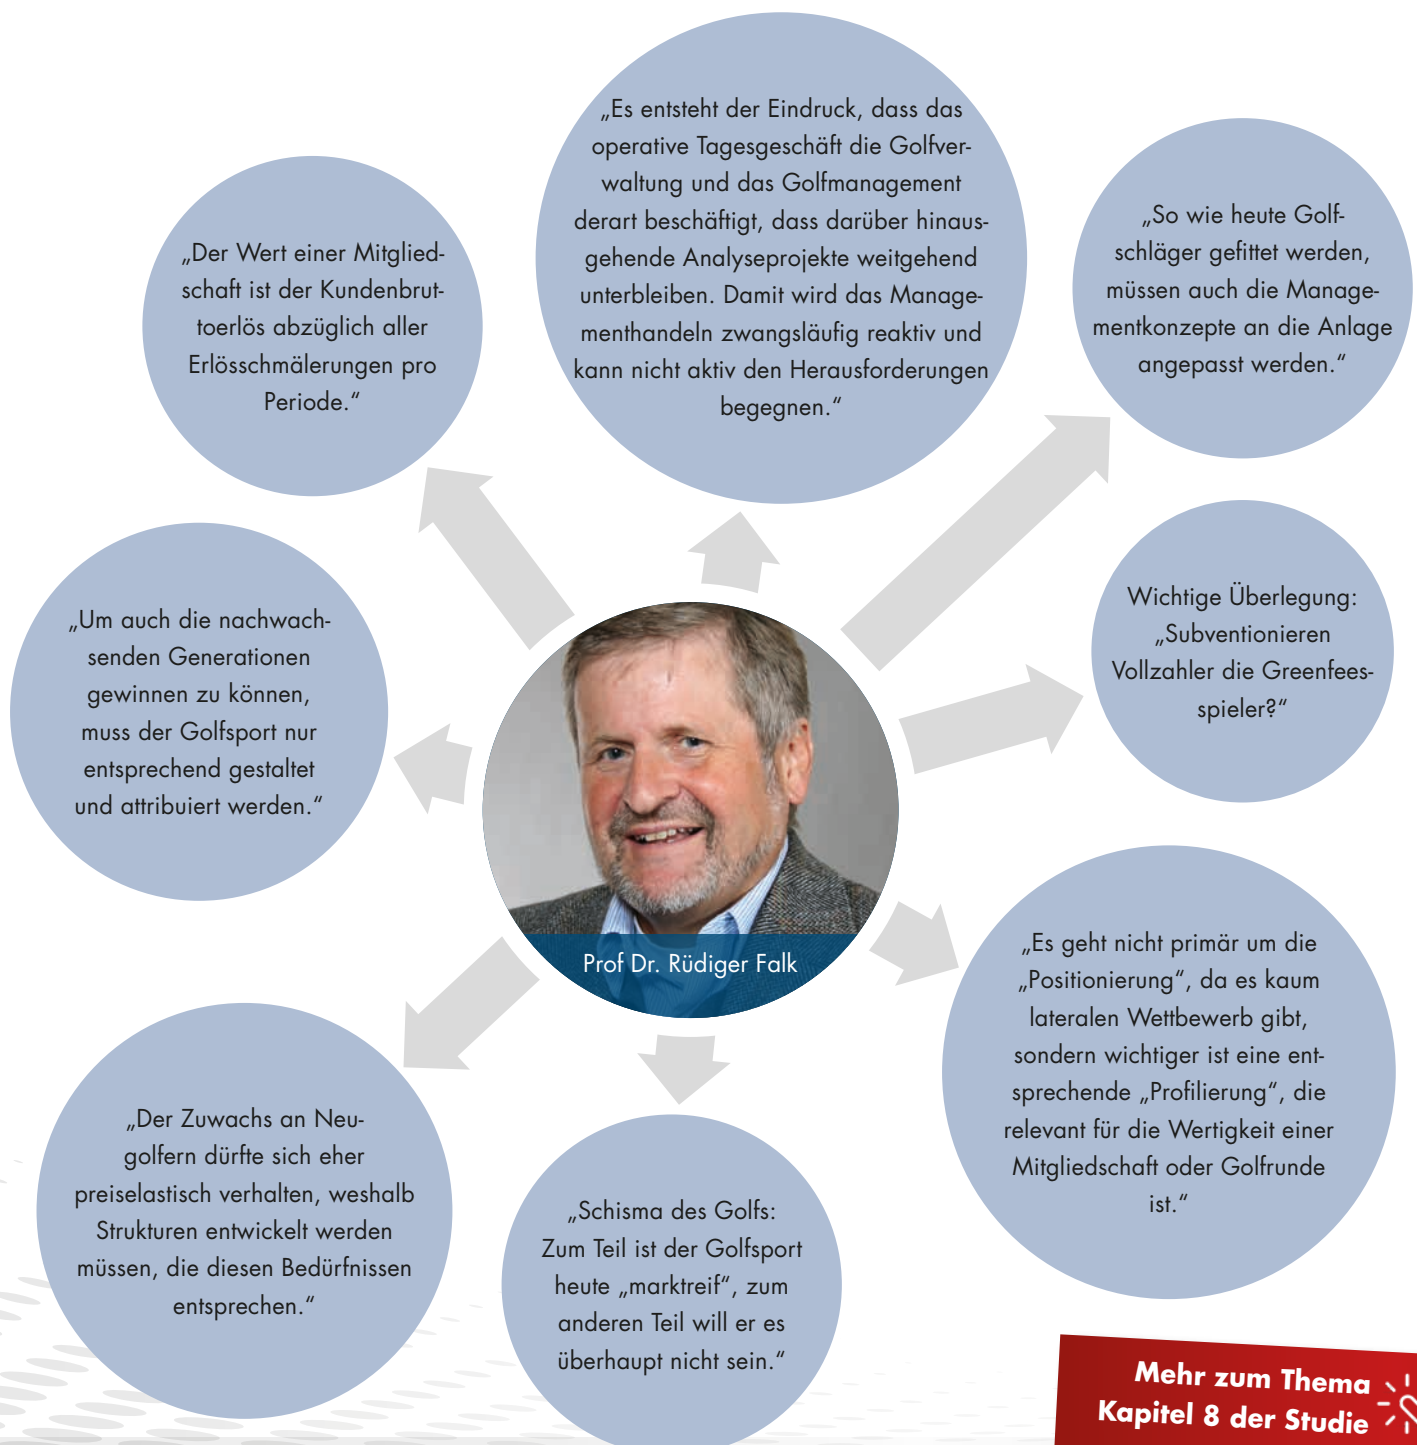 „Es entsteht der Eindruck, dass das
operative Tagesgeschäft die Golfver-
waltung und das Golfmanagement
derart beschäftigt, dass darüber hinaus-
gehende Analyseprojekte weitgehend
unterbleiben. Damit wird das Manage-
menthandeln zwangsläufig reaktiv und
kann nicht aktiv den Herausforderungen
begegnen.“
„So wie heute Golf-
schläger gefittet werden,
müssen auch die Manage-
mentkonzepte an die Anlage
angepasst werden.“
„Der Wert einer Mitglied-
schaft ist der Kundenbrut-
toerlös abzüglich aller
Erlösschmälerungen pro
Periode.“
Wichtige Überlegung:
„Subventionieren
Vollzahler die Greenfees-
spieler?“
„Um auch die nachwach-
senden Generationen
gewinnen zu können,
muss der Golfsport nur
entsprechend gestaltet
und attribuiert werden.“
Prof Dr. Rüdiger Falk
„Es geht nicht primär um die
„Positionierung“, da es kaum
lateralen Wettbewerb gibt,
sondern wichtiger ist eine ent-
sprechende „Profilierung“, die
relevant für die Wertigkeit einer
Mitgliedschaft oder Golfrunde
ist.“
„Der Zuwachs an Neu-
golfern dürfte sich eher
preiselastisch verhalten, weshalb
Strukturen entwickelt werden
müssen, die diesen Bedürfnissen
entsprechen.“
„Schisma des Golfs:
Zum Teil ist der Golfsport
heute „marktreif“, zum
anderen Teil will er es
überhaupt nicht sein.“
Mehr zum Thema
Kapitel 8 der Studie